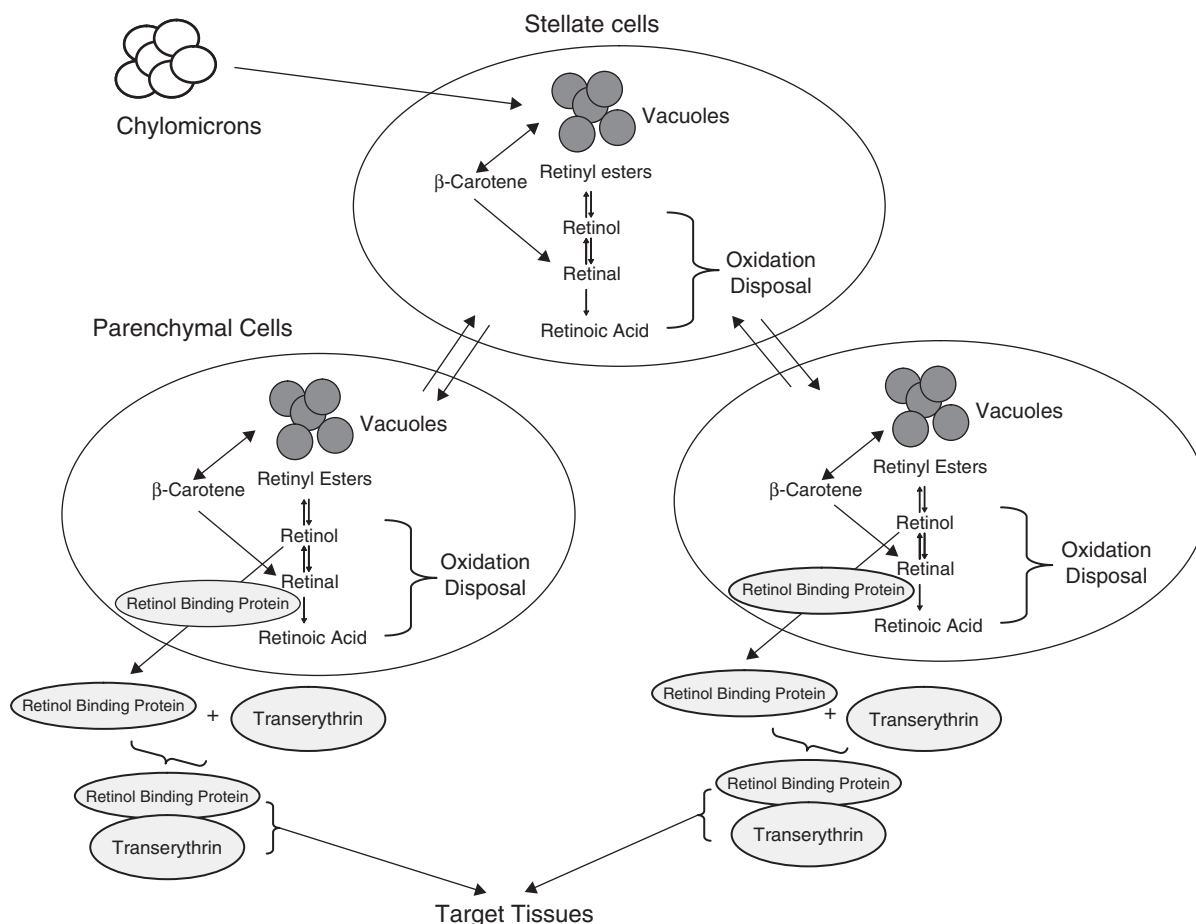 Stellate cells
Chylomicrons
Vacuoles
β-Carotene
Retinyl esters
Retinol
Retinal
Retinoic Acid
Oxidation
Disposal
Parenchymal Cells
Vacuoles
Retinyl Esters
β-Carotene
Retinol
Retinal
Retinol Binding Protein
Retinoic Acid
Oxidation
Disposal
Retinol Binding Protein
+
Transerythrin
Retinol Binding Protein
Transerythrin
Vacuoles
Retinyl Esters
β-Carotene
Retinol
Retinal
Retinol Binding Protein
Retinoic Acid
Oxidation
Disposal
Retinol Binding Protein
+
Transerythrin
Retinol Binding Protein
Transerythrin
Target Tissues